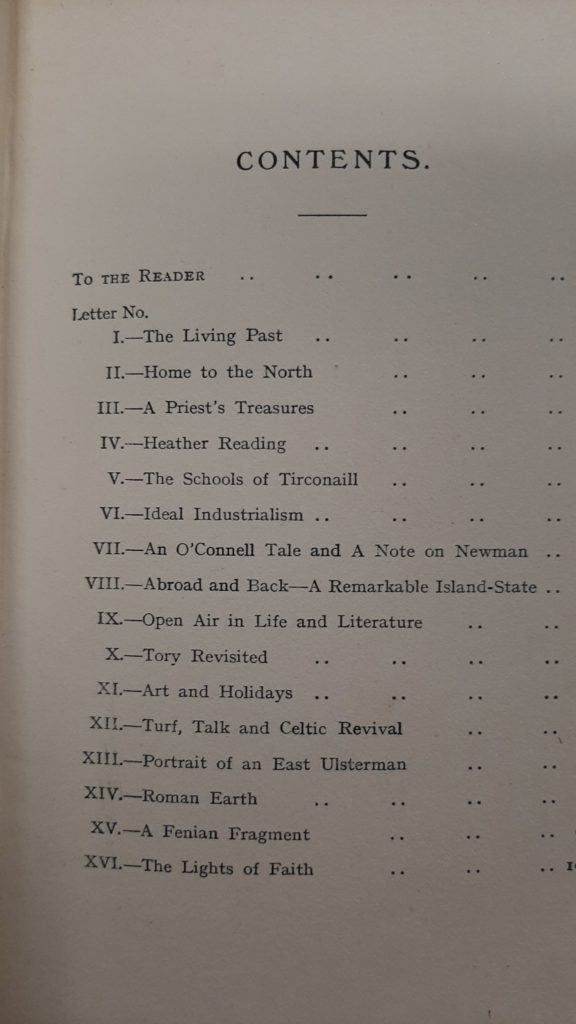 CONTENTS.
To the Reader .. .. .. .. ..
Letter No.
I.—The Living Past .. .. .. ..
II.—Home to the North .. .. ..
III.—A Priest's Treasures .. .. ..
IV.—Heather Reading .. .. .. ..
V.—The Schools of Tirconaill .. .. ..
VI.—Ideal Industrialism .. .. .. ..
VII.—An O'Connell Tale and A Note on Newman ..
VIII.—Abroad and Back—A Remarkable Island-State ..
IX.—Open Air in Life and Literature .. ..
X.—Tory Revisited .. .. .. ..
XI.—Art and Holidays .. .. .. ..
XII.—Turf, Talk and Celtic Revival .. ..
XIII.—Portrait of an East Ulsterman .. ..
XIV.—Roman Earth .. .. .. ..
XV.—A Fenian Fragment .. .. ..
XVI.—The Lights of Faith .. .. ..